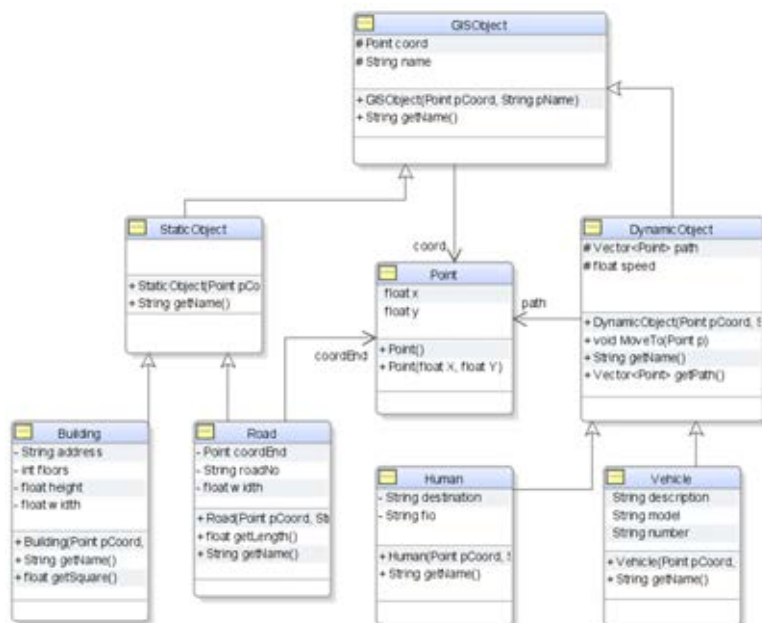 GISObject
# Point coord
# String name
+ GISObject(Point pCoord, String pName)
+ String getName()
StaticObject
+ StaticObject(Point pCo
+ String getName()
coord
Point
float x
float y
+ Point()
+ Point(float X, float Y)
path
coordEnd
DynamicObject
# Vector<Point> path
# float speed
+ DynamicObject(Point pCoord, S
+ void MoveTo(Point p)
+ String getName()
+ Vector<Point> getPath()
Building
- String address
- int floors
- float height
- float width
+ Building(Point pCoord,
+ String getName()
+ float getSquare()
Road
- Point coordEnd
- String roadNo
- float width
+ Road(Point pCoord, Str
+ float getLength()
+ String getName()
Human
- String destination
- String fio
+ Human(Point pCoord, S
+ String getName()
Vehicle
String description
String model
String number
+ Vehicle(Point pCoord,
+ String getName()